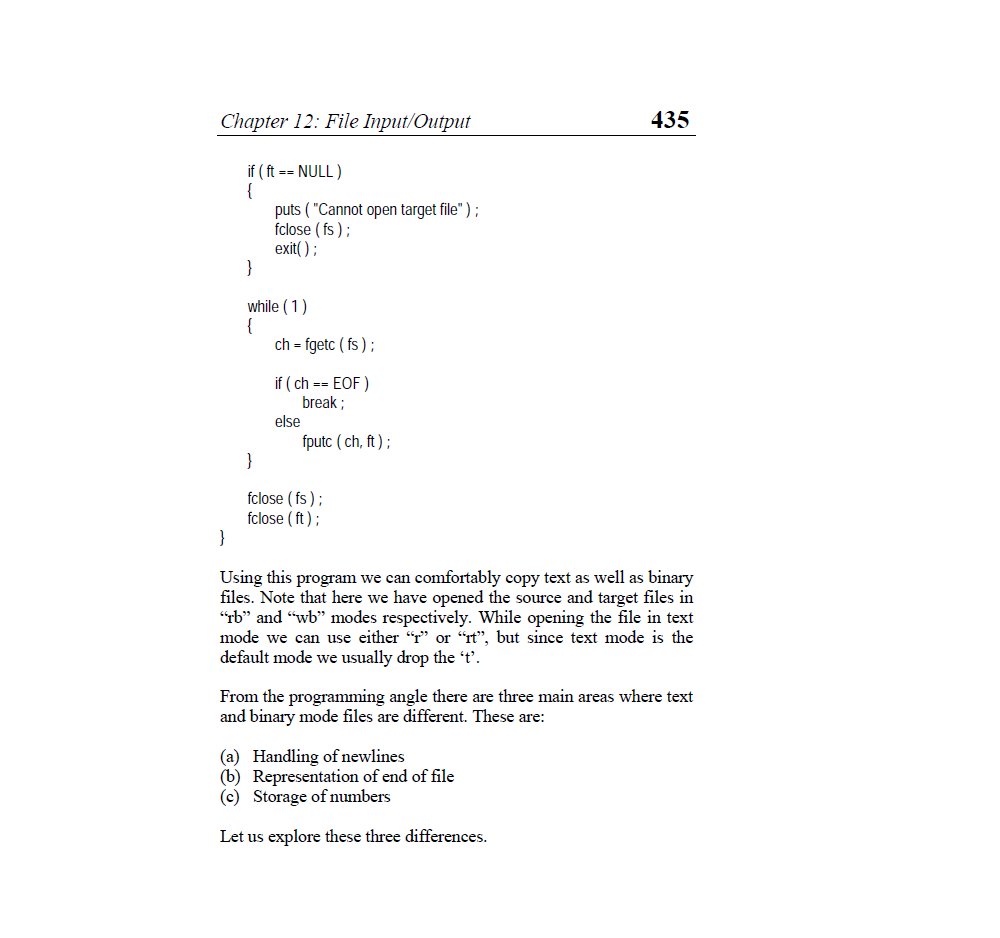 Chapter 12: File Input/Output 435
if ( ft == NULL )
{
puts ( "Cannot open target file" ) ;
fclose ( fs ) ;
exit( ) ;
}
while ( 1 )
{
ch = fgetc ( fs ) ;
if ( ch == EOF )
break ;
else
fputc ( ch, ft ) ;
}
fclose ( fs ) ;
fclose ( ft ) ;
}
Using this program we can comfortably copy text as well as binary
files. Note that here we have opened the source and target files in
“rb” and “wb” modes respectively. While opening the file in text
mode we can use either “r” or “rt”, but since text mode is the
default mode we usually drop the ‘t’.
From the programming angle there are three main areas where text
and binary mode files are different. These are:
(a) Handling of newlines
(b) Representation of end of file
(c) Storage of numbers
Let us explore these three differences.